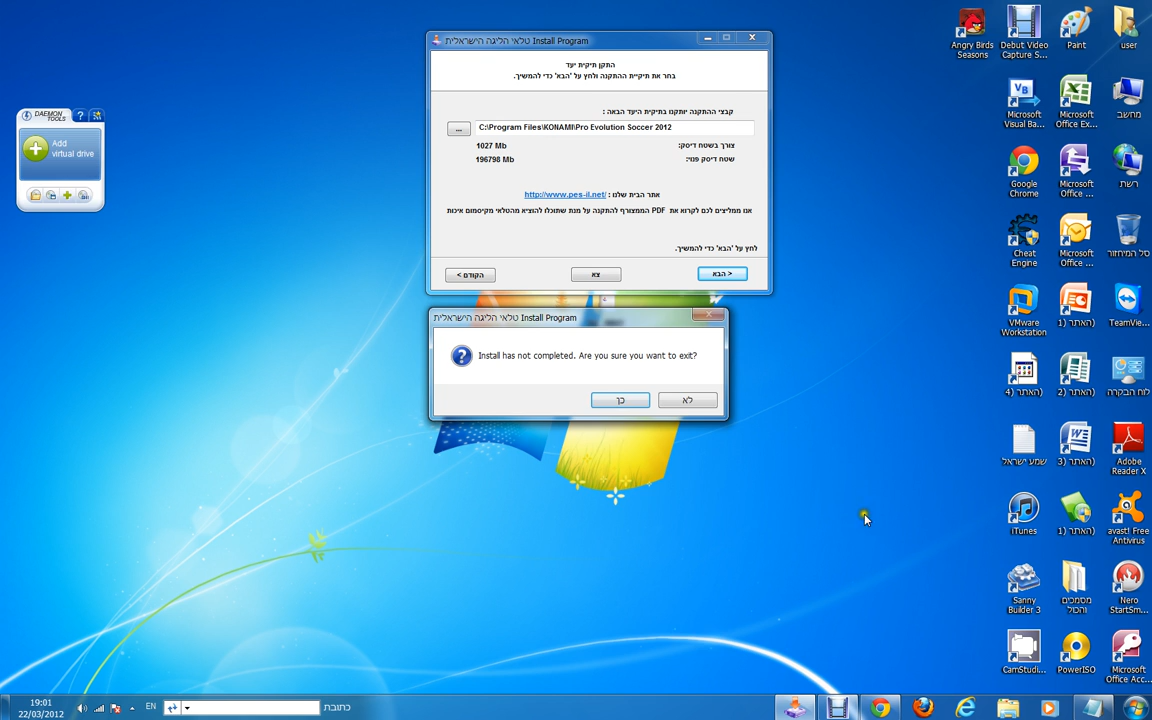 טלאי הליגה הישראלית Install Program
התקן תיקית יעד
בחר את תיקיית ההתקנה ולחץ על 'הבא' כדי להמשיך.
קבצי ההתקנה יותקנו בתיקית היעד הבאה :
...
C:\Program Files\KONAMI\Pro Evolution Soccer 2012
צורך בשטח דיסק:
1027 Mb
שטח דיסק פנוי:
196798 Mb
אתר הבית שלנו : http://www.pes-il.net/
אנו ממליצים לכם לקרוא את PDF הממצורף להתקנה על מנת שתוכלו להוציא מהטלאי מקיסמום איכות
לחץ על 'הבא' כדי להמשיך.
< הקודם
צא
הבא >
טלאי הליגה הישראלית Install Program
Install has not completed. Are you sure you want to exit?
כן
לא
DAEMON
TOOLS
?
Add
virtual drive
Angry Birds
Seasons
Debut Video
Capture S...
Paint
user
Microsoft
Visual Ba...
Microsoft
Office Ex...
מחשב
Google
Chrome
Microsoft
Office ...
רשת
Cheat
Engine
Microsoft
Office ...
סל המיחזור
VMware
Workstation
(האתר 1)
TeamVie...
(האתר 4)
(האתר 2)
לוח הבקרה
שמע ישראל
(האתר 3)
Adobe
Reader X
iTunes
(האתר 1)
avast! Free
Antivirus
Sanny
Builder 3
מסמכים
והכול
Nero
StartSm...
CamStudi...
PowerISO
Microsoft
Office Acc...
19:01
22/03/2012
EN
כתובת